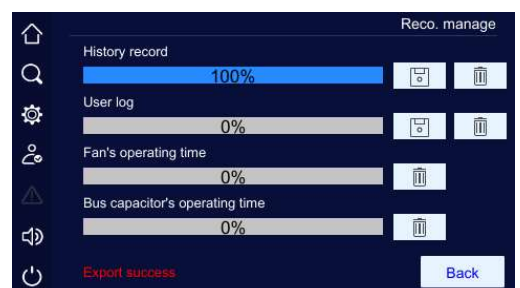 Reco. manage
History record
100%
User log
0%
Fan's operating time
0%
Bus capacitor's operating time
0%
Export success
Back